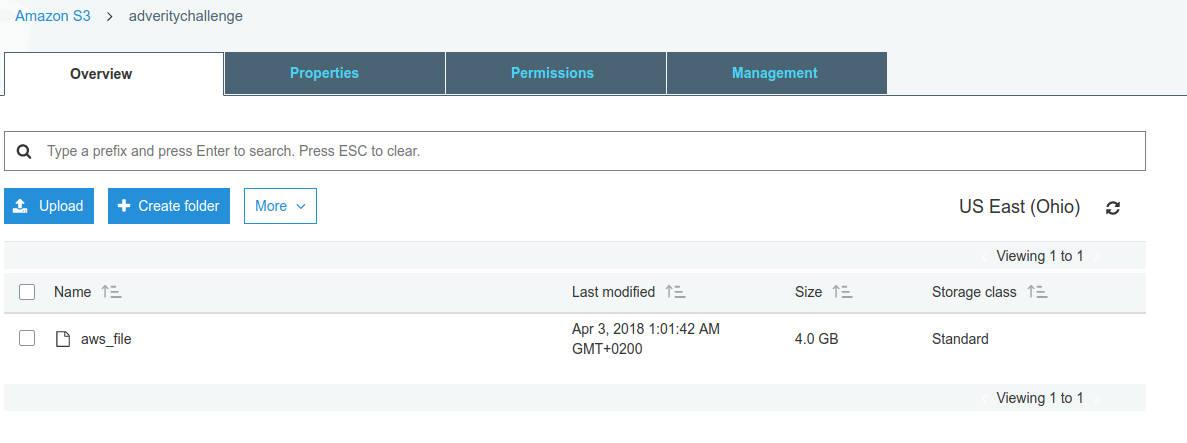 Amazon S3 > adveritychallenge
Overview Properties Permissions Management
Type a prefix and press Enter to search. Press ESC to clear.
Upload Create folder More US East (Ohio)
Viewing 1 to 1
Name Last modified Size Storage class
aws_file Apr 3, 2018 1:01:42 AM 4.0 GB Standard
GMT+0200
Viewing 1 to 1